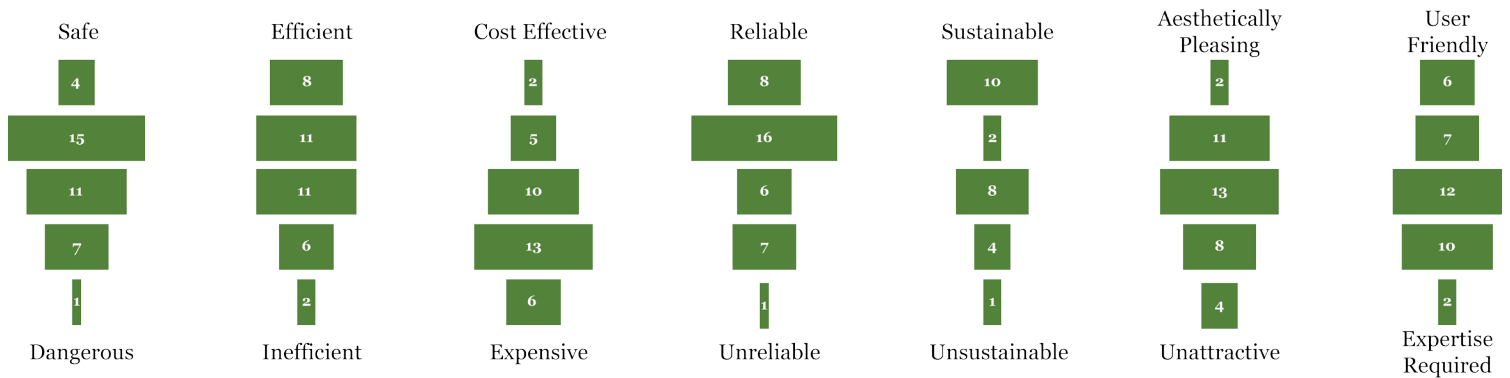 Safe Efficient Cost Effective Reliable Sustainable Aesthetically Pleasing User Friendly
4 8 2 8 10 2 6
15 11 5 16 2 11 7
11 11 10 6 8 13 12
7 6 13 7 4 8 10
1 2 6 1 1 4 2
Dangerous Inefficient Expensive Unreliable Unsustainable Unattractive Expertise Required